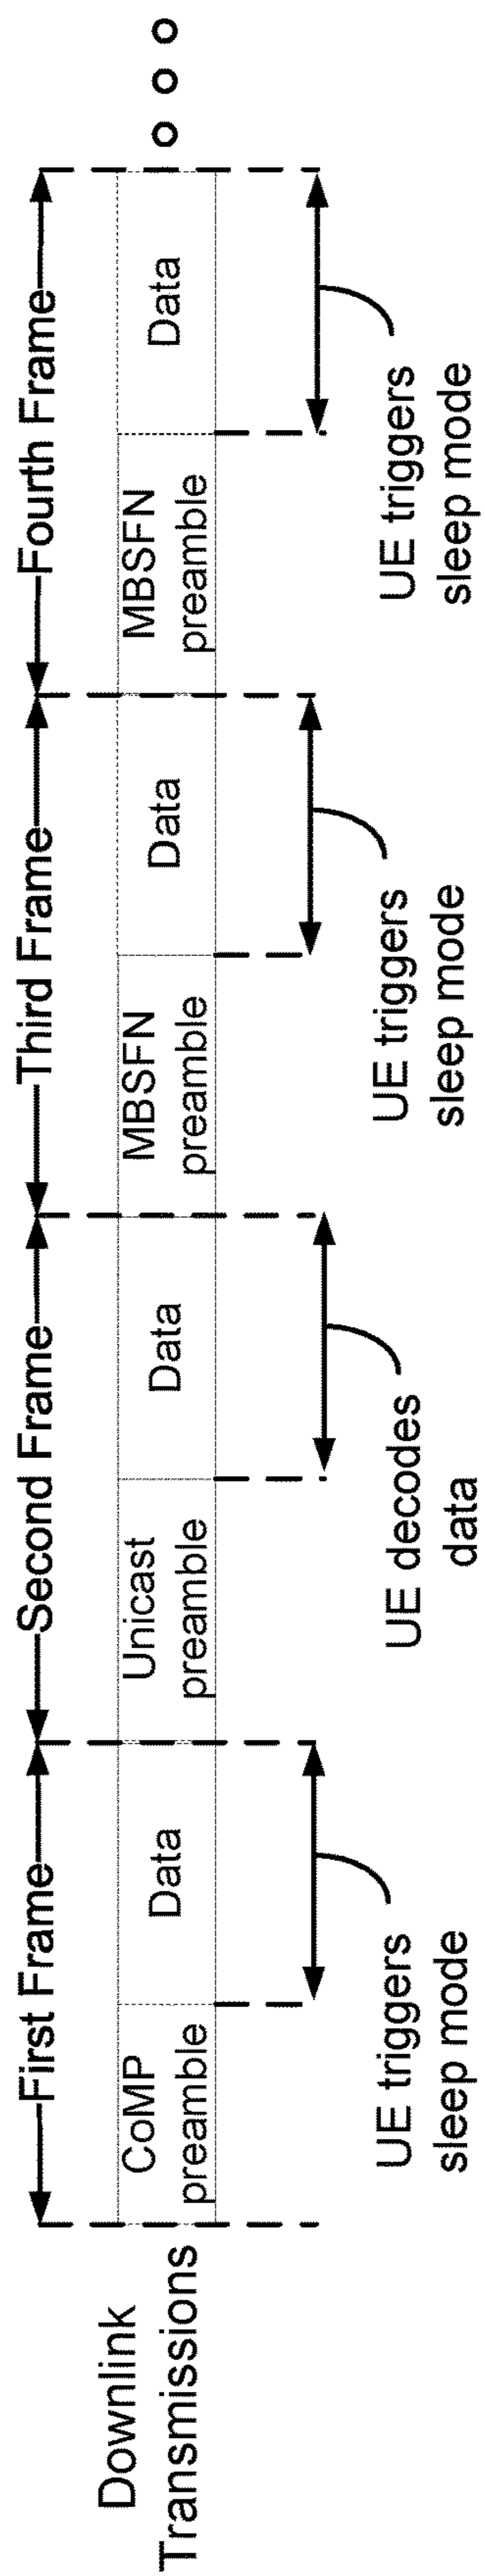 First Frame
Second Frame
Third Frame
Fourth Frame
Downlink
Transmissions
CoMP
preamble
Data
Unicast
preamble
Data
MBSFN
preamble
Data
MBSFN
preamble
Data
UE triggers
sleep mode
UE decodes
data
UE triggers
sleep mode
UE triggers
sleep mode